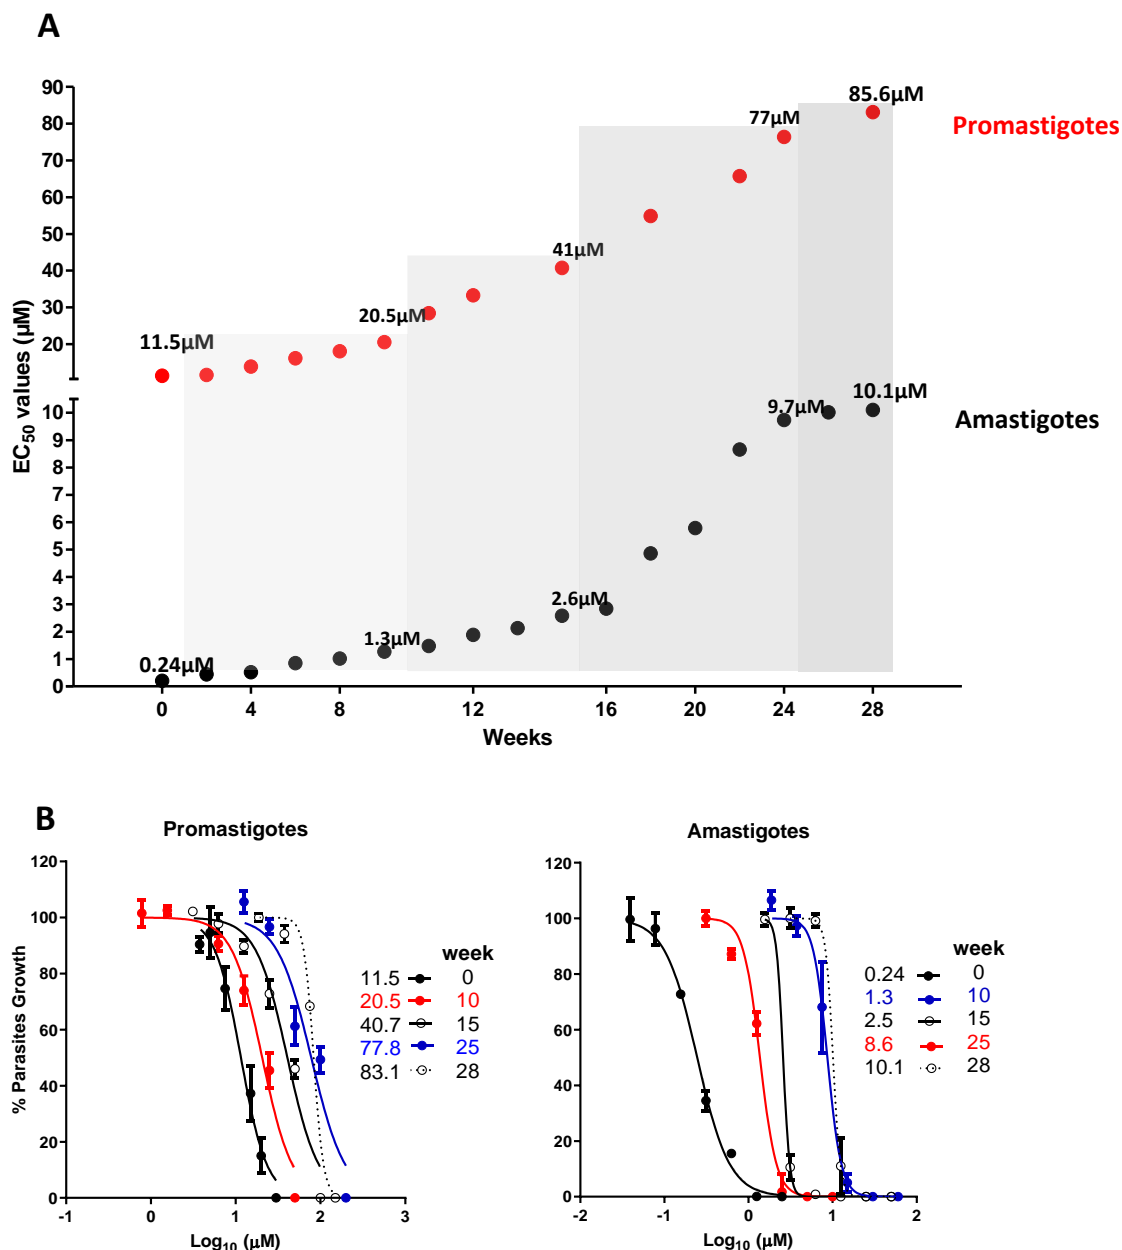 A
EC50 values (µM)
90
80
70
60
50
40
30
20
10
9
8
7
6
5
4
3
2
1
0
11.5µM
20.5µM
41µM
77µM
85.6µM
Promastigotes
0.24µM
1.3µM
2.6µM
9.7µM
10.1µM
Amastigotes
0 4 8 12 16 20 24 28
Weeks
B
Promastigotes
% Parasites Growth
120
100
80
60
40
20
0
-1 0 1 2 3
Log10 (µM)
week
11.5 0
20.5 10
40.7 15
77.8 25
83.1 28
Amastigotes
120
100
80
60
40
20
0
-2 -1 0 1 2
Log10 (µM)
week
0.24 0
1.3 10
2.5 15
8.6 25
10.1 28